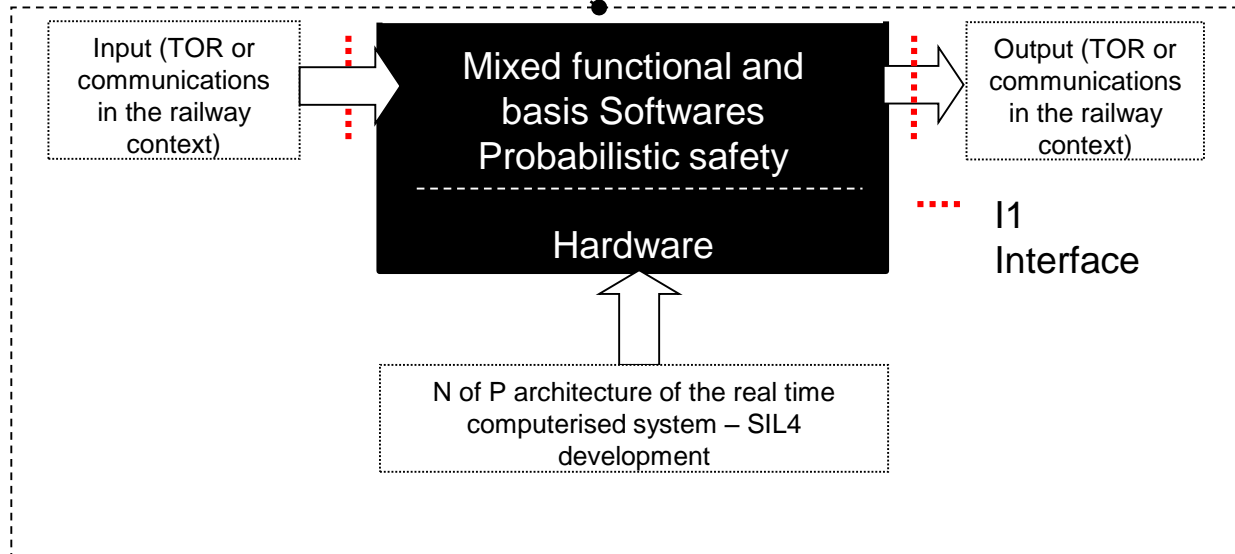 Input (TOR or
communications
in the railway
context)
Mixed functional and
basis Softwares
Probabilistic safety
Hardware
Output (TOR or
communications
in the railway
context)
I1
Interface
N of P architecture of the real time
computerised system – SIL4
development